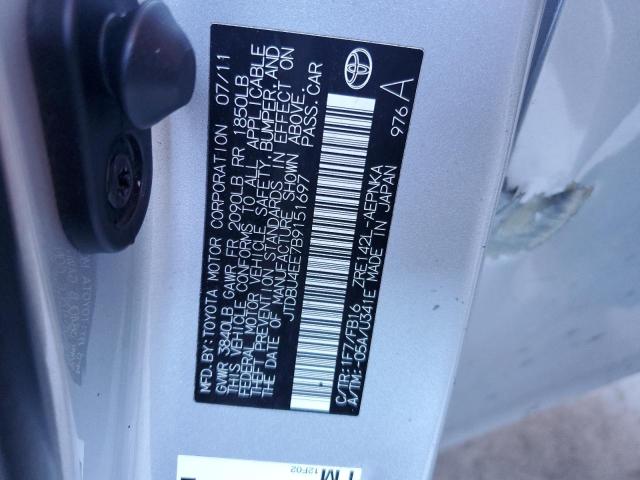 MFD.BY:TOYOTA MOTOR CORPORATION 07/11
GVWR 3840LB GAWR FR 2090LB RR 1850LB
THIS VEHICLE CONFORMS TO ALL APPLICABLE
FEDERAL MOTOR VEHICLE SAFETY,BUMPER,AND
THEFT PREVENTION STANDARDS IN EFFECT ON
THE DATE OF MANUFACTURE SHOWN ABOVE.
JTDBU4EE7B9151697 PASS.CAR
C/TR:1F7/FB16 ZRE142L-AEPNKA
A/TM:-05A/U341E MADE IN JAPAN
976A
12F02